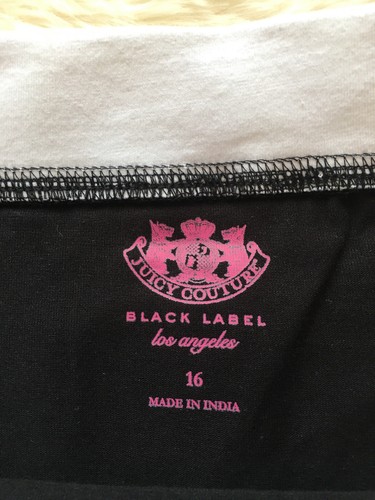 JUICY COUTURE
BLACK LABEL
los angeles
16
MADE IN INDIA